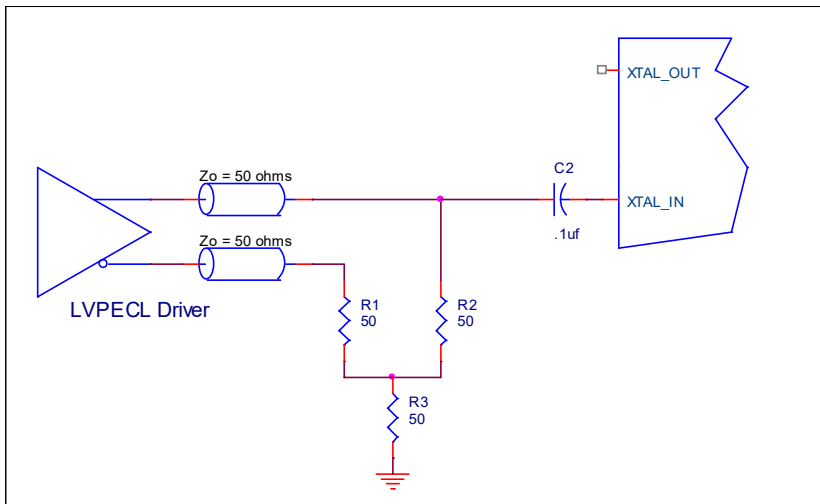 XTAL_OUT
Zo = 50 ohms
C2
XTAL_IN
.1uf
Zo = 50 ohms
LVPECL Driver
R1
50
R2
50
R3
50